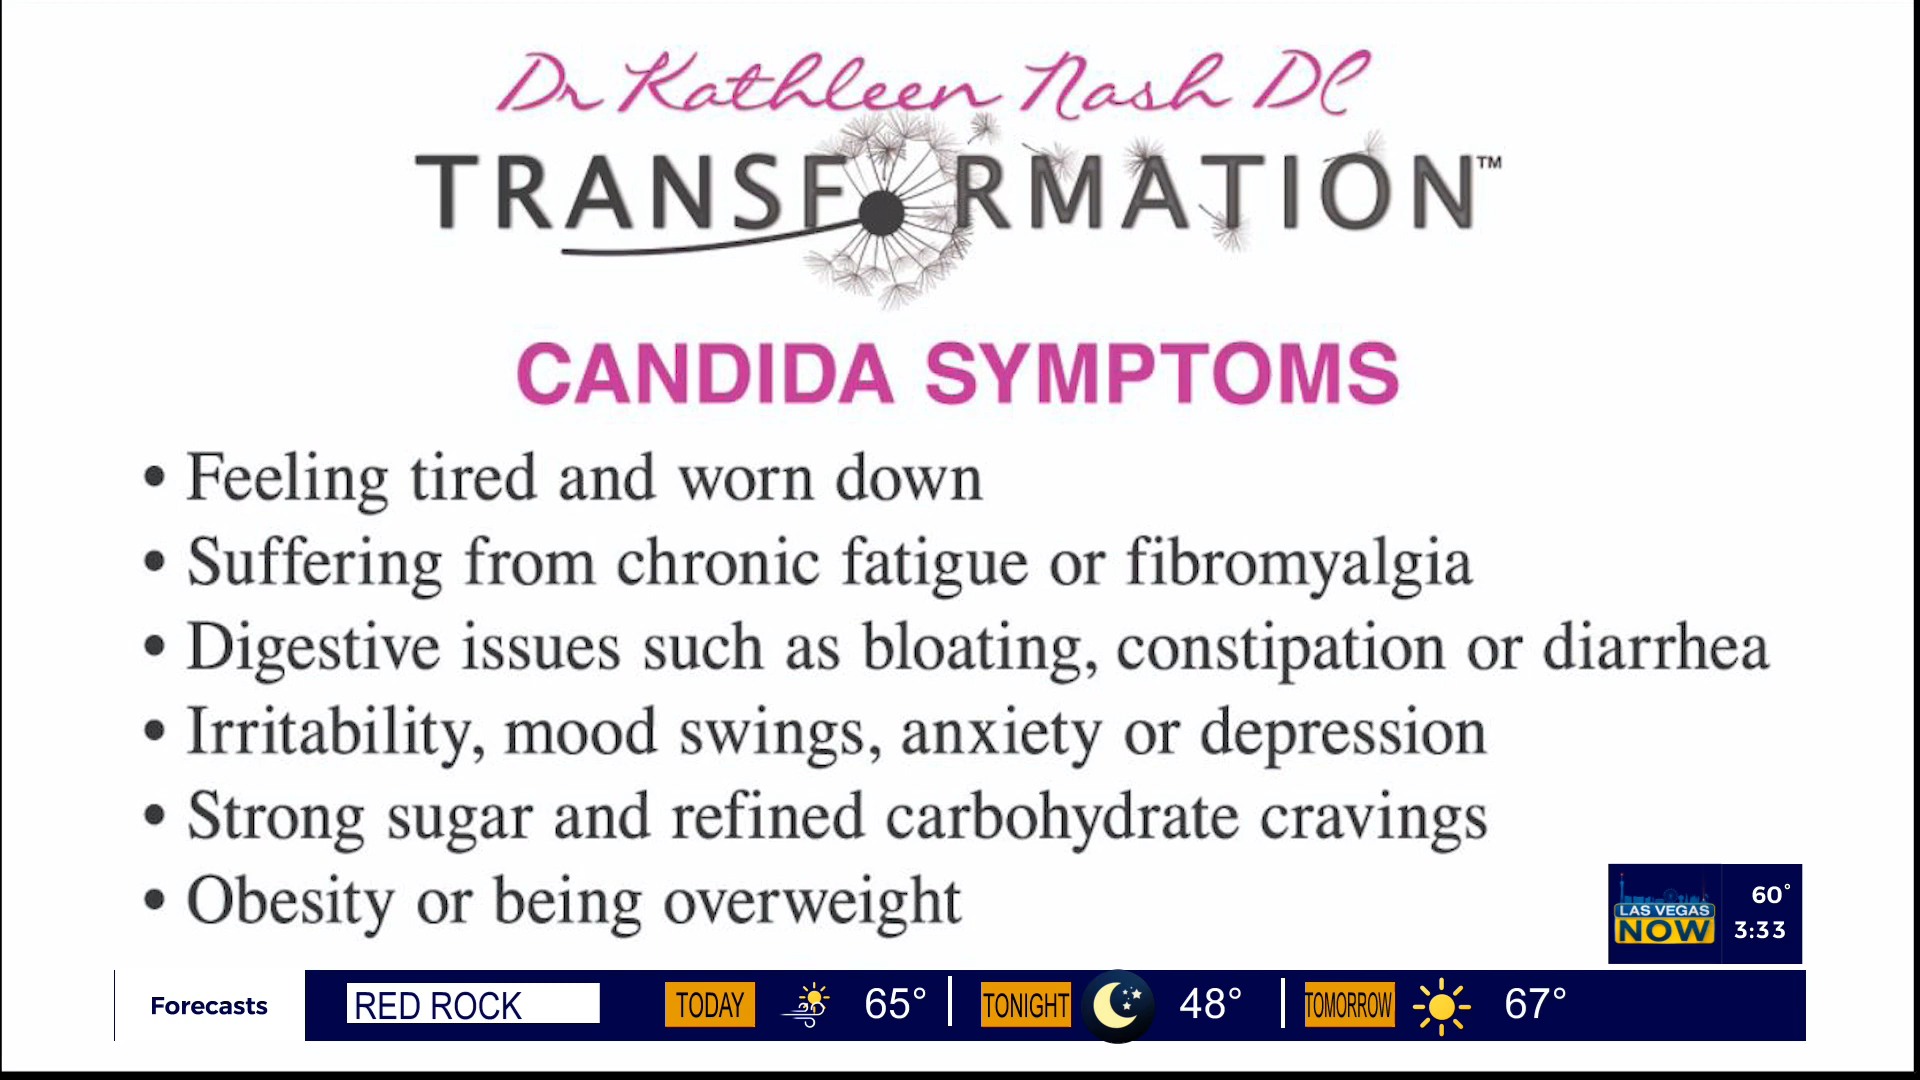 Dr Kathleen Nash DC
TRANSFORMATION™
CANDIDA SYMPTOMS
• Feeling tired and worn down
• Suffering from chronic fatigue or fibromyalgia
• Digestive issues such as bloating, constipation or diarrhea
• Irritability, mood swings, anxiety or depression
• Strong sugar and refined carbohydrate cravings
• Obesity or being overweight
LAS VEGAS
NOW
60°
3:33
Forecasts RED ROCK TODAY 65° TONIGHT 48° TOMORROW 67°